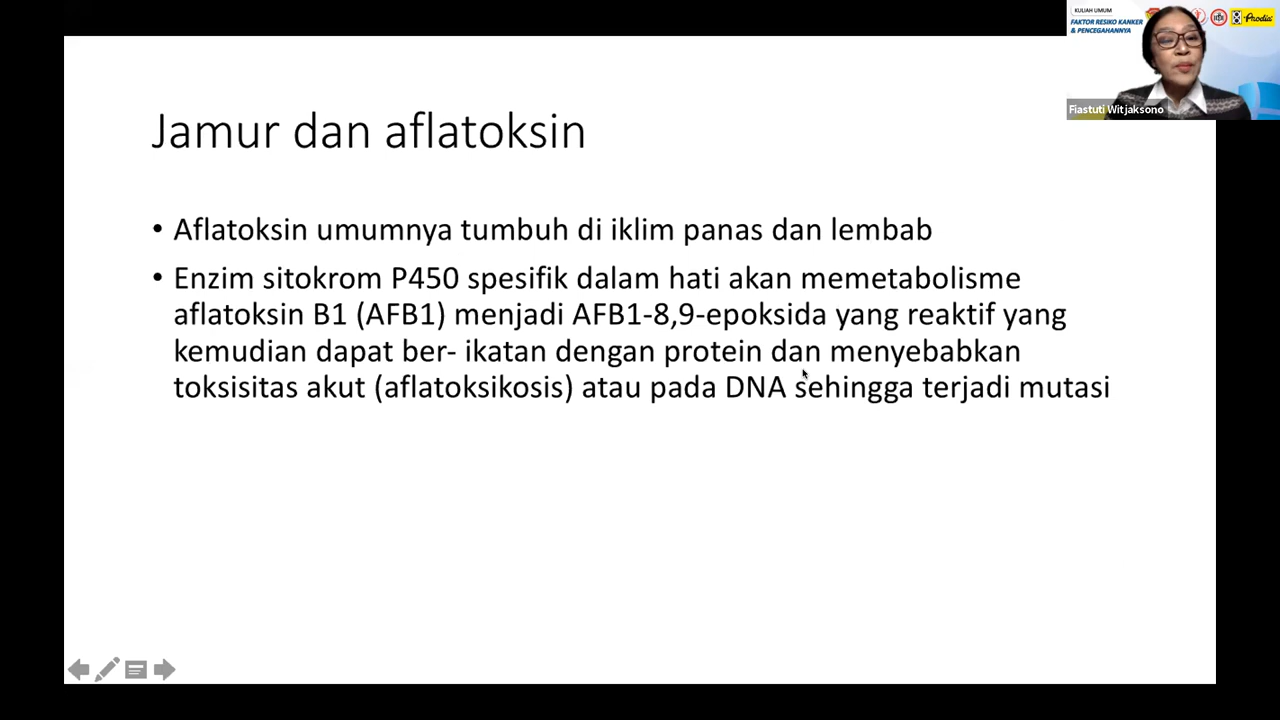 KULIAH UMUM
FAKTOR RESIKO KANKER
& PENCEGAHANNYA
Prodia
Fiastuti Witjaksono
Jamur dan aflatoksin
• Aflatoksin umumnya tumbuh di iklim panas dan lembab
• Enzim sitokrom P450 spesifik dalam hati akan memetabolisme
aflatoksin B1 (AFB1) menjadi AFB1-8,9-epoksida yang reaktif yang
kemudian dapat ber- ikatan dengan protein dan menyebabkan
toksisitas akut (aflatoksikosis) atau pada DNA sehingga terjadi mutasi